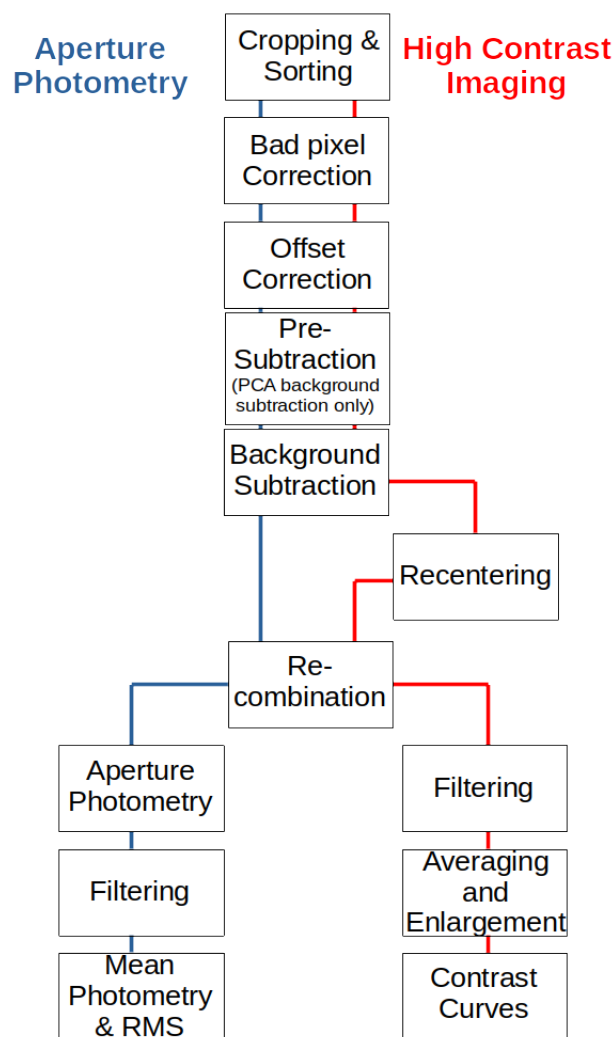 Aperture
Photometry
High Contrast
Imaging
Cropping &
Sorting
Bad pixel
Correction
Offset
Correction
Pre-
Subtraction
(PCA background
subtraction only)
Background
Subtraction
Recentering
Re-
combination
Aperture
Photometry
Filtering
Filtering
Averaging
and
Enlargement
Mean
Photometry
& RMS
Contrast
Curves